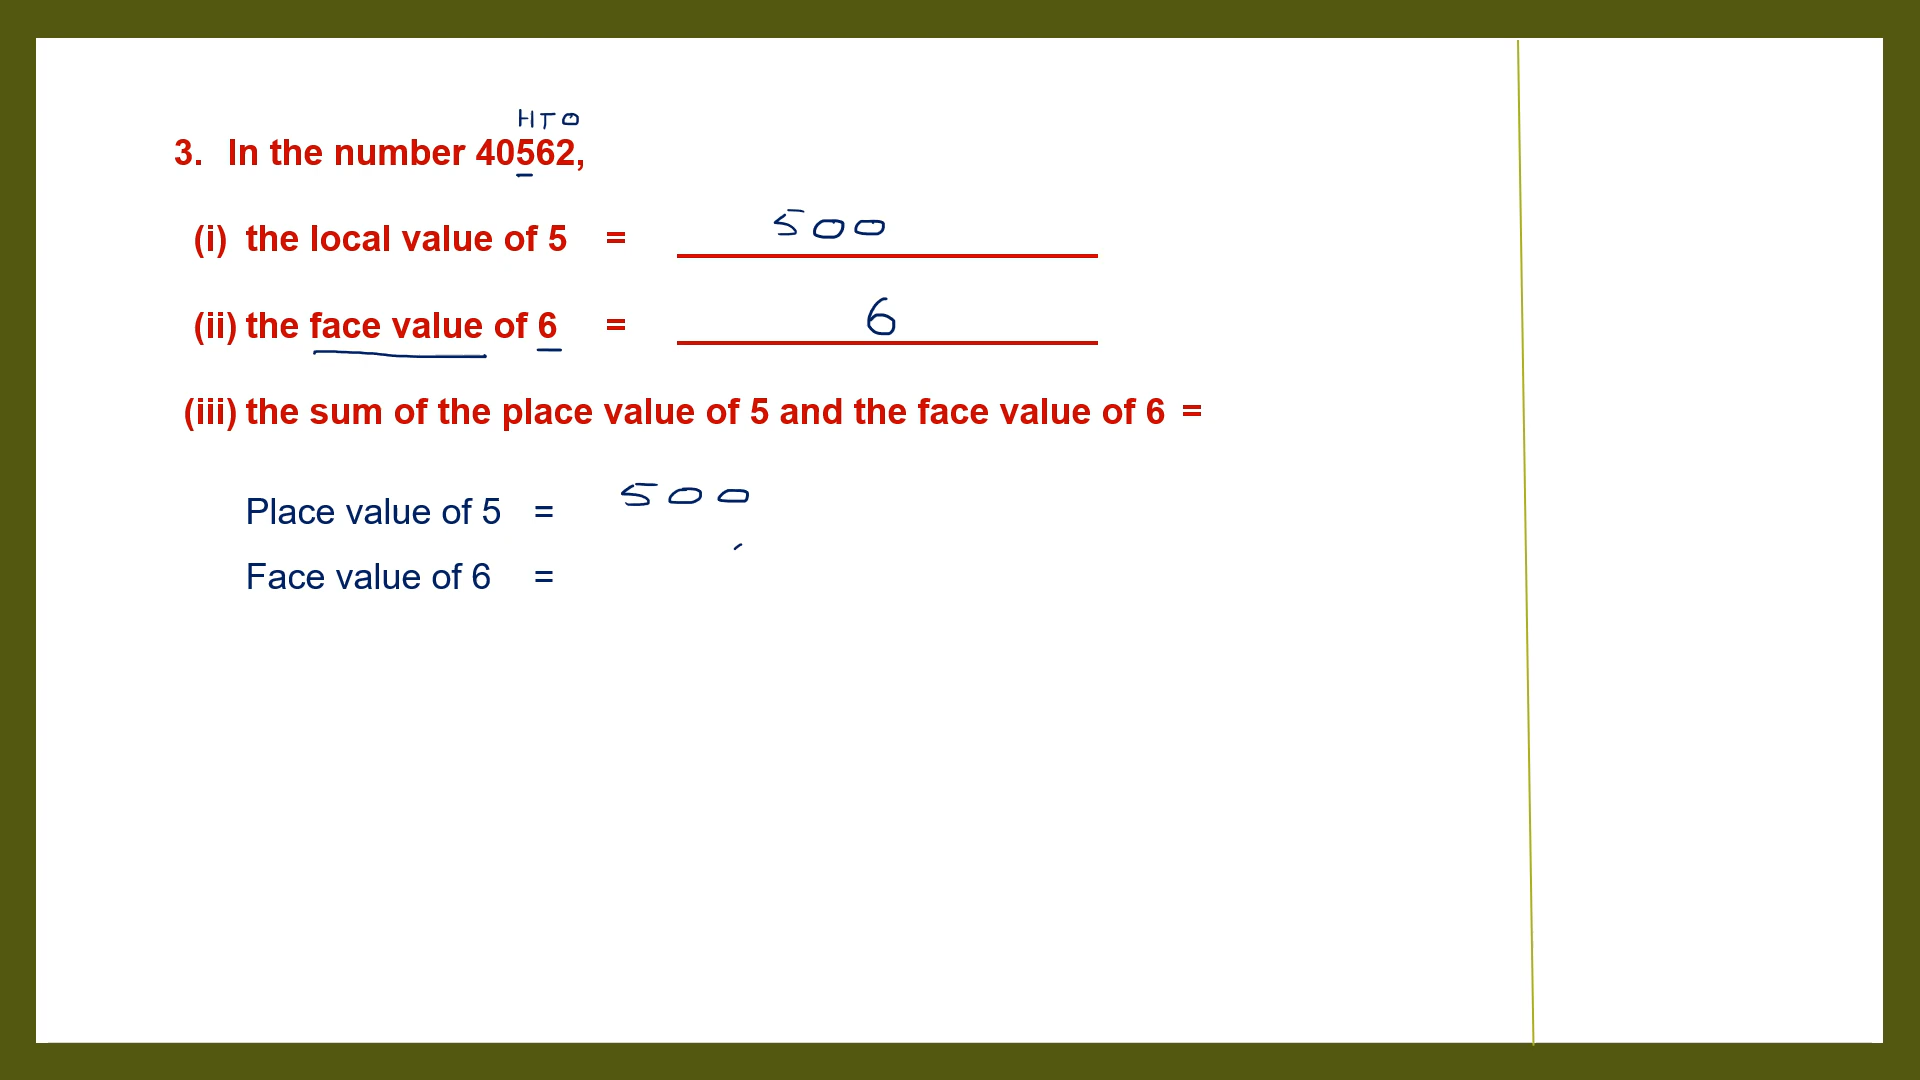 HTO
3. In the number 40562,
(i) the local value of 5 = 500
(ii) the face value of 6 = 6
(iii) the sum of the place value of 5 and the face value of 6 =
Place value of 5 = 500
Face value of 6 =